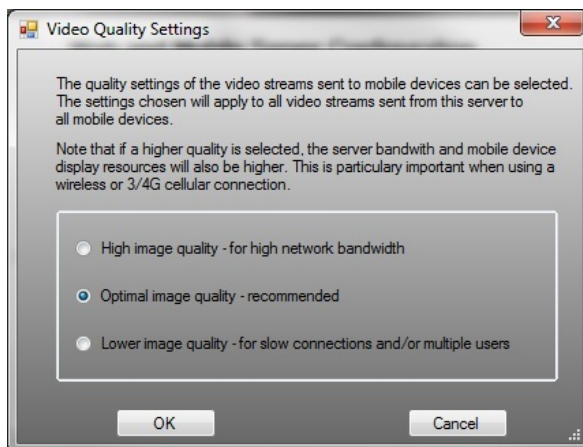 Video Quality Settings
The quality settings of the video streams sent to mobile devices can be selected.
The settings chosen will apply to all video streams sent from this server to
all mobile devices.
Note that if a higher quality is selected, the server bandwith and mobile device
display resources will also be higher. This is particulary important when using a
wireless or 3/4G cellular connection.
High image quality - for high network bandwidth
Optimal image quality - recommended
Lower image quality - for slow connections and/or multiple users
OK
Cancel